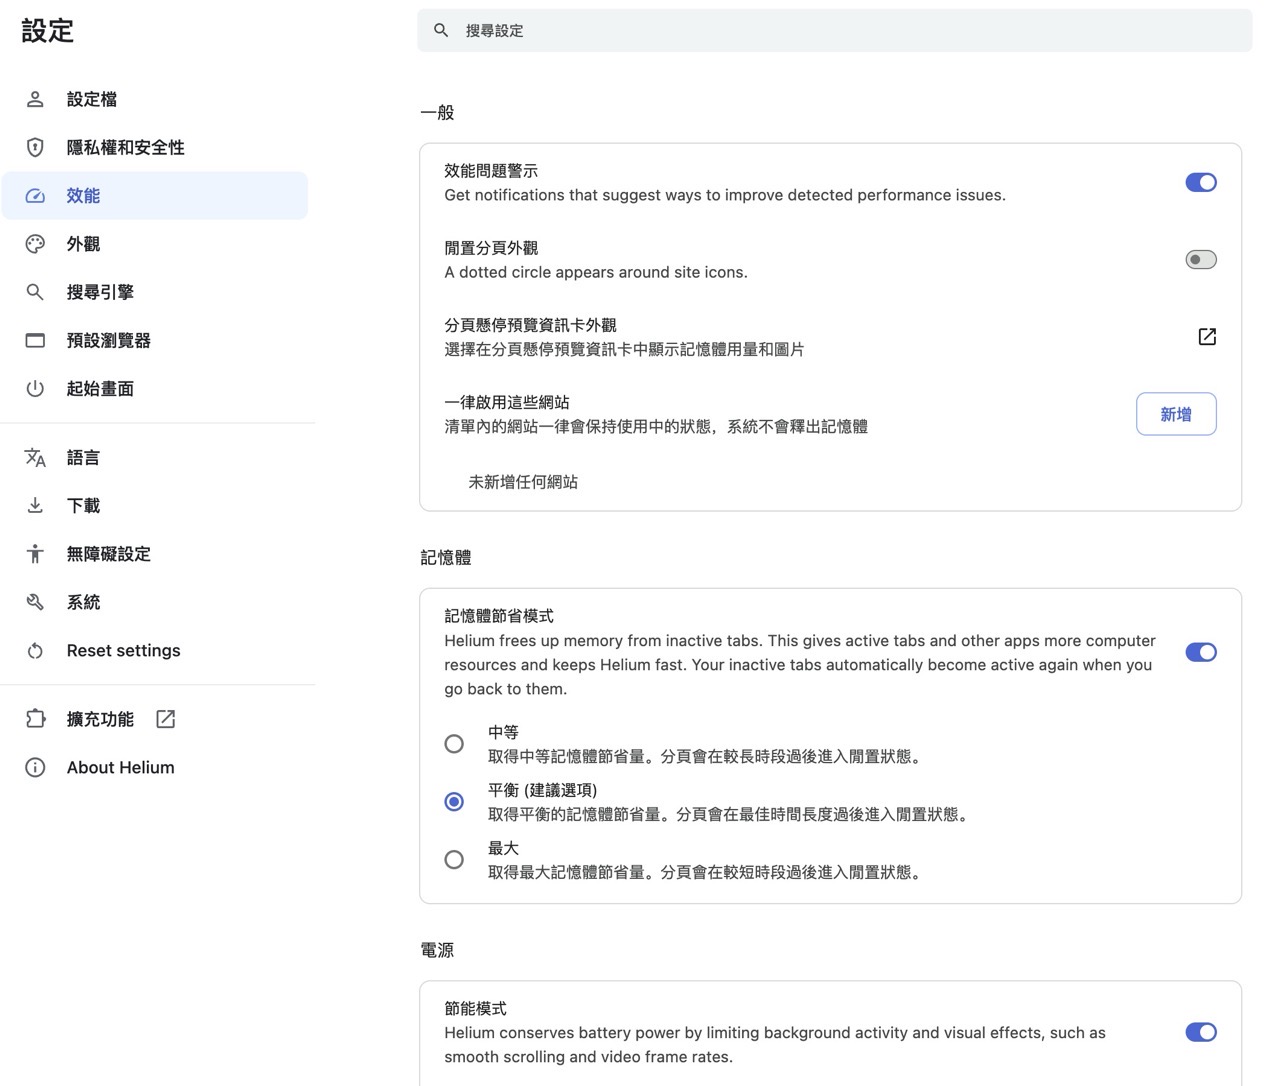 設定
搜尋設定
設定檔
隱私權和安全性
效能
外觀
搜尋引擎
預設瀏覽器
起始畫面
語言
下載
無障礙設定
系統
Reset settings
擴充功能
About Helium
一般
效能問題警示
Get notifications that suggest ways to improve detected performance issues.
閒置分頁外觀
A dotted circle appears around site icons.
分頁懸停預覽資訊卡外觀
選擇在分頁懸停預覽資訊卡中顯示記憶體用量和圖片
一律啟用這些網站
清單內的網站一律會保持使用中的狀態，系統不會釋出記憶體
新增
未新增任何網站
記憶體
記憶體節省模式
Helium frees up memory from inactive tabs. This gives active tabs and other apps more computer
resources and keeps Helium fast. Your inactive tabs automatically become active again when you
go back to them.
中等
取得中等記憶體節省量。分頁會在較長時段過後進入閒置狀態。
平衡 (建議選項)
取得平衡的記憶體節省量。分頁會在最佳時間長度過後進入閒置狀態。
最大
取得最大記憶體節省量。分頁會在較短時段過後進入閒置狀態。
電源
節能模式
Helium conserves battery power by limiting background activity and visual effects, such as
smooth scrolling and video frame rates.